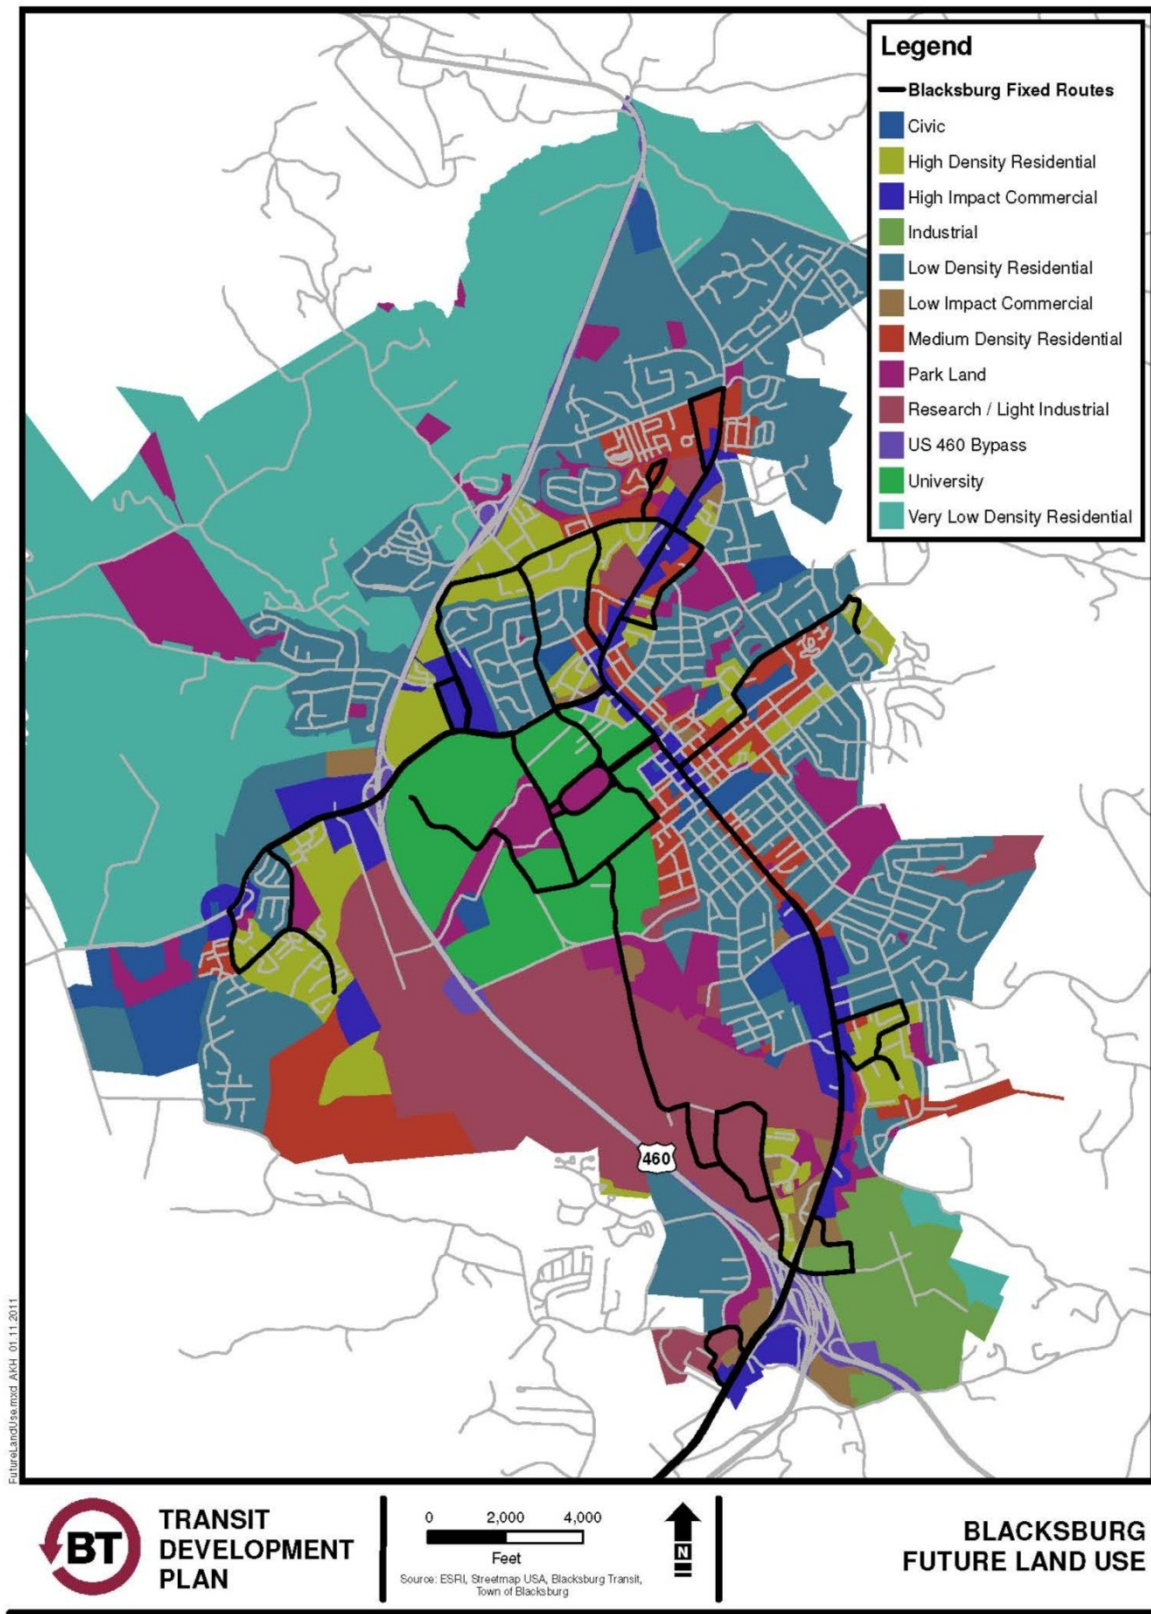 Legend
Blacksburg Fixed Routes
Civic
High Density Residential
High Impact Commercial
Industrial
Low Density Residential
Low Impact Commercial
Medium Density Residential
Park Land
Research / Light Industrial
US 460 Bypass
University
Very Low Density Residential
460
FutureLandUse.mxd AKH 01.11.2011
BT
TRANSIT
DEVELOPMENT
PLAN
0 2,000 4,000
Feet
Source: ESRI, Streetmap USA, Blacksburg Transit,
Town of Blacksburg
N
BLACKSBURG
FUTURE LAND USE